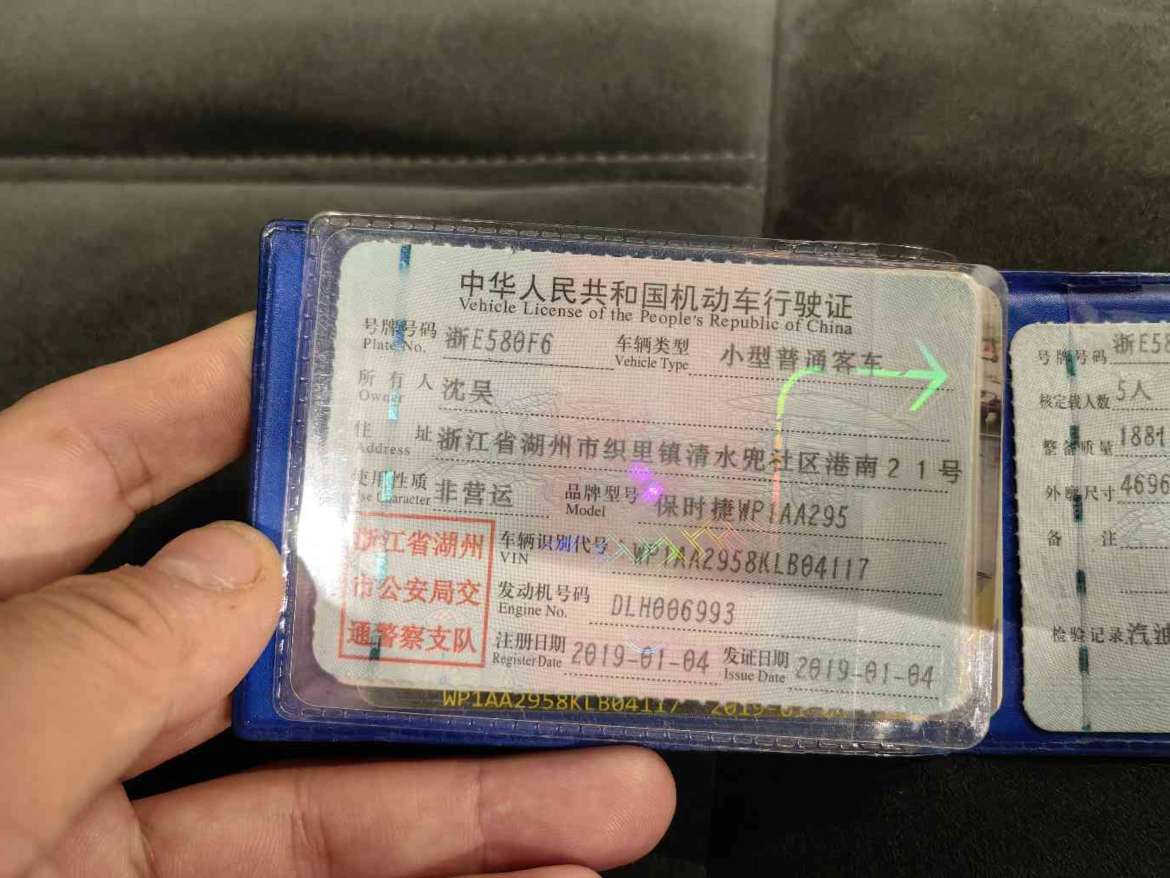 中华人民共和国机动车行驶证
Vehicle License of the People's Republic of China
号牌号码 浙E580F6 车辆类型 小型普通客车
Plate No. Vehicle Type
所有人 沈昊
Owner
住址 浙江省湖州市织里镇清水兜社区港南21号
Address
使用性质 非营运 品牌型号 保时捷WP1AA295
Use Character Model
浙江省湖州
市公安局交
通警察支队
车辆识别代号 WP1AA2958KLB04117
VIN
发动机号码 DLH006993
Engine No.
注册日期 2019-01-04 发证日期 2019-01-04
Register Date Issue Date
WP1AA2958KLB04117
号牌号码 浙E58
核定载人数 5人
整备质量 1881
外廓尺寸 4696
备注
检验记录 汽油